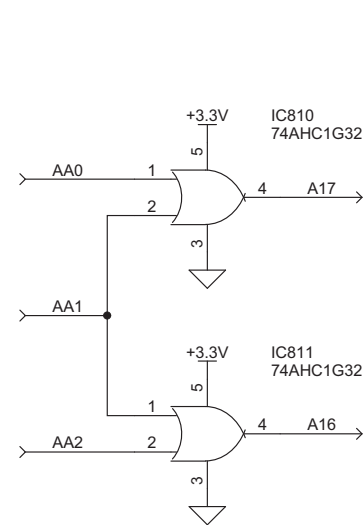 +3.3V
IC810
74AHC1G32
5
AA0
1
4
A17
2
3
AA1
+3.3V
IC811
74AHC1G32
5
1
4
A16
AA2
2
3